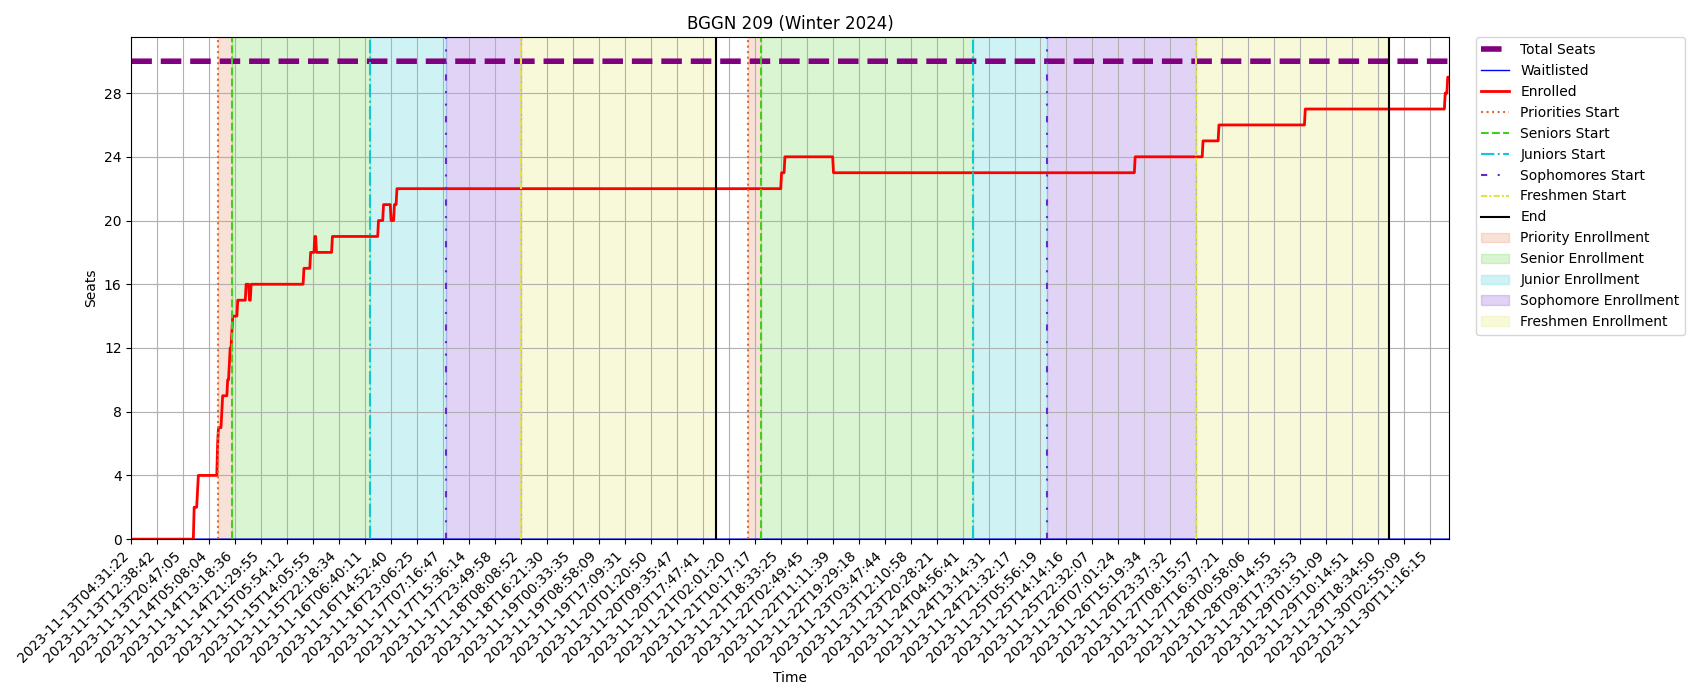 BGGN 209 (Winter 2024)
Total Seats
Waitlisted
Enrolled
Priorities Start
Seniors Start
Juniors Start
Sophomores Start
Freshmen Start
End
Priority Enrollment
Senior Enrollment
Junior Enrollment
Sophomore Enrollment
Freshmen Enrollment
Seats
28
24
20
16
12
8
4
0
2023-11-13T04:31:22
2023-11-13T12:38:42
2023-11-13T20:47:05
2023-11-14T05:08:04
2023-11-14T13:18:36
2023-11-14T21:29:55
2023-11-15T05:54:12
2023-11-15T14:05:55
2023-11-15T22:18:34
2023-11-16T06:40:11
2023-11-16T14:52:40
2023-11-16T23:06:25
2023-11-17T07:16:47
2023-11-17T15:36:14
2023-11-17T23:49:58
2023-11-18T08:08:52
2023-11-18T16:21:30
2023-11-19T00:33:35
2023-11-19T08:58:09
2023-11-19T17:09:31
2023-11-20T01:20:50
2023-11-20T09:35:47
2023-11-20T17:47:41
2023-11-21T02:01:20
2023-11-21T10:17:17
2023-11-21T18:33:25
2023-11-22T02:49:45
2023-11-22T11:11:39
2023-11-22T19:29:18
2023-11-23T03:47:44
2023-11-23T12:10:58
2023-11-23T20:28:21
2023-11-24T04:56:41
2023-11-24T13:14:31
2023-11-24T21:32:17
2023-11-25T05:56:19
2023-11-25T14:14:16
2023-11-25T22:32:07
2023-11-26T07:01:24
2023-11-26T15:19:34
2023-11-26T23:37:32
2023-11-27T08:15:57
2023-11-27T16:37:21
2023-11-28T00:58:06
2023-11-28T09:14:55
2023-11-28T17:33:53
2023-11-29T01:51:09
2023-11-29T10:14:51
2023-11-29T18:34:50
2023-11-30T02:55:09
2023-11-30T11:16:15
Time